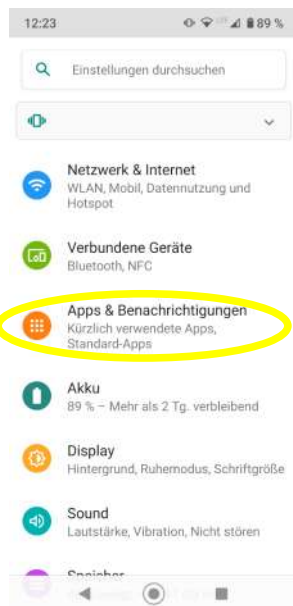 12:23
89 %
Einstellungen durchsuchen
Netzwerk & Internet
WLAN, Mobil, Datennutzung und
Hotspot
Verbundene Geräte
Bluetooth, NFC
Apps & Benachrichtigungen
Kürzlich verwendete Apps,
Standard-Apps
Akku
89 % – Mehr als 2 Tg. verbleibend
Display
Hintergrund, Ruhemodus, Schriftgröße
Sound
Lautstärke, Vibration, Nicht stören
Speicher